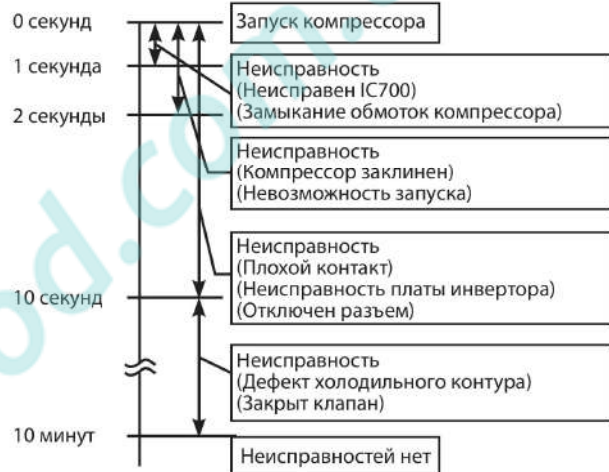 0 секунд
Запуск компрессора
1 секунда
Неисправность
(Неисправен IC700)
(Замыкание обмоток компрессора)
2 секунды
Неисправность
(Компрессор заклинен)
(Невозможность запуска)
Неисправность
(Плохой контакт)
(Неисправность платы инвертора)
(Отключен разъем)
10 секунд
Неисправность
(Дефект холодильного контура)
(Закрыт клапан)
10 минут
Неисправностей нет
od.com.